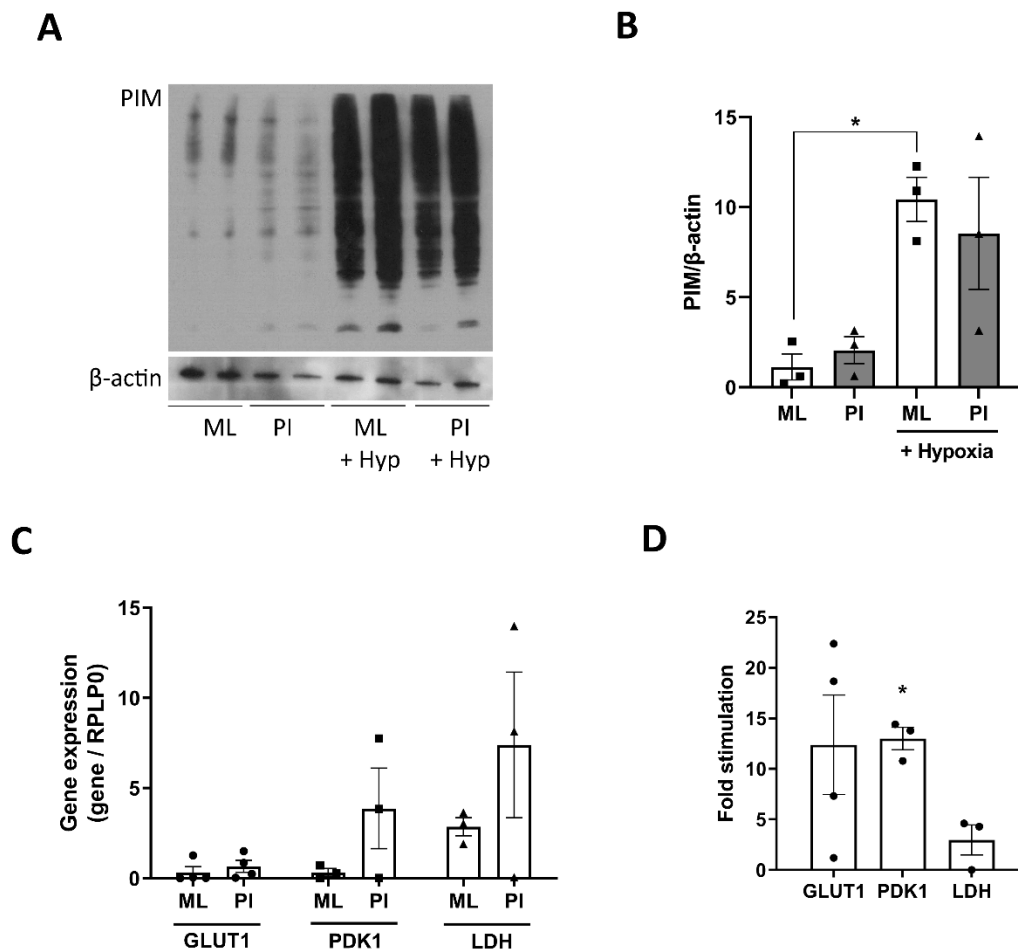 A
PIM
β-actin
ML PI ML PI
+ Hyp + Hyp
B
PIM/β-actin
15
10
5
0
*
ML PI ML PI
+ Hypoxia
C
Gene expression
(gene / RPLP0)
15
10
5
0
ML PI ML PI ML PI
GLUT1 PDK1 LDH
D
Fold stimulation
25
20
15
10
5
0
*
GLUT1 PDK1 LDH